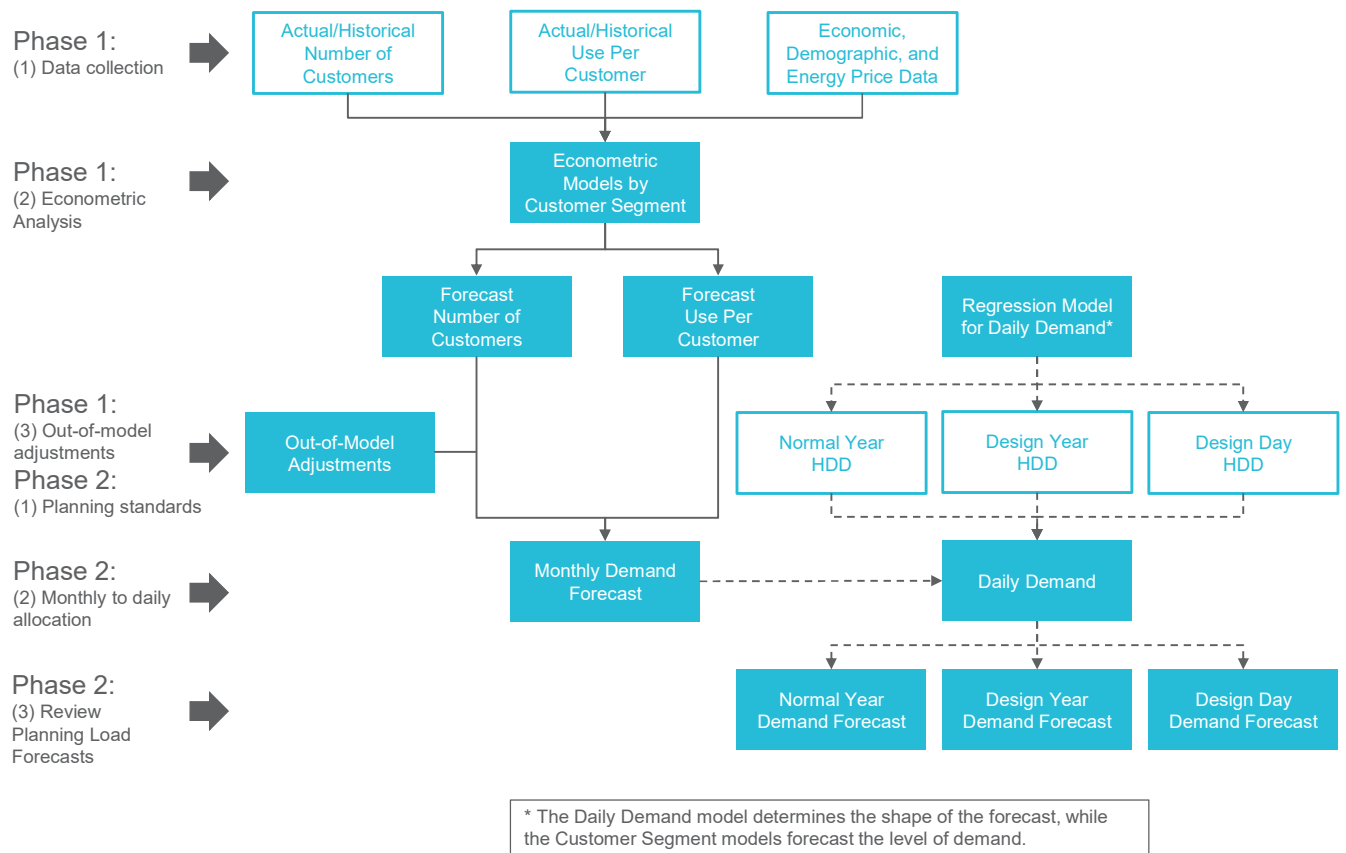 Phase 1:
(1) Data collection
Actual/Historical
Number of
Customers
Actual/Historical
Use Per
Customer
Economic,
Demographic, and
Energy Price Data
Phase 1:
(2) Econometric
Analysis
Econometric
Models by
Customer Segment
Forecast
Number of
Customers
Forecast
Use Per
Customer
Regression Model
for Daily Demand*
Phase 1:
(3) Out-of-model
adjustments
Phase 2:
(1) Planning standards
Out-of-Model
Adjustments
Normal Year
HDD
Design Year
HDD
Design Day
HDD
Phase 2:
(2) Monthly to daily
allocation
Monthly Demand
Forecast
Daily Demand
Phase 2:
(3) Review
Planning Load
Forecasts
Normal Year
Demand Forecast
Design Year
Demand Forecast
Design Day
Demand Forecast
* The Daily Demand model determines the shape of the forecast, while
the Customer Segment models forecast the level of demand.